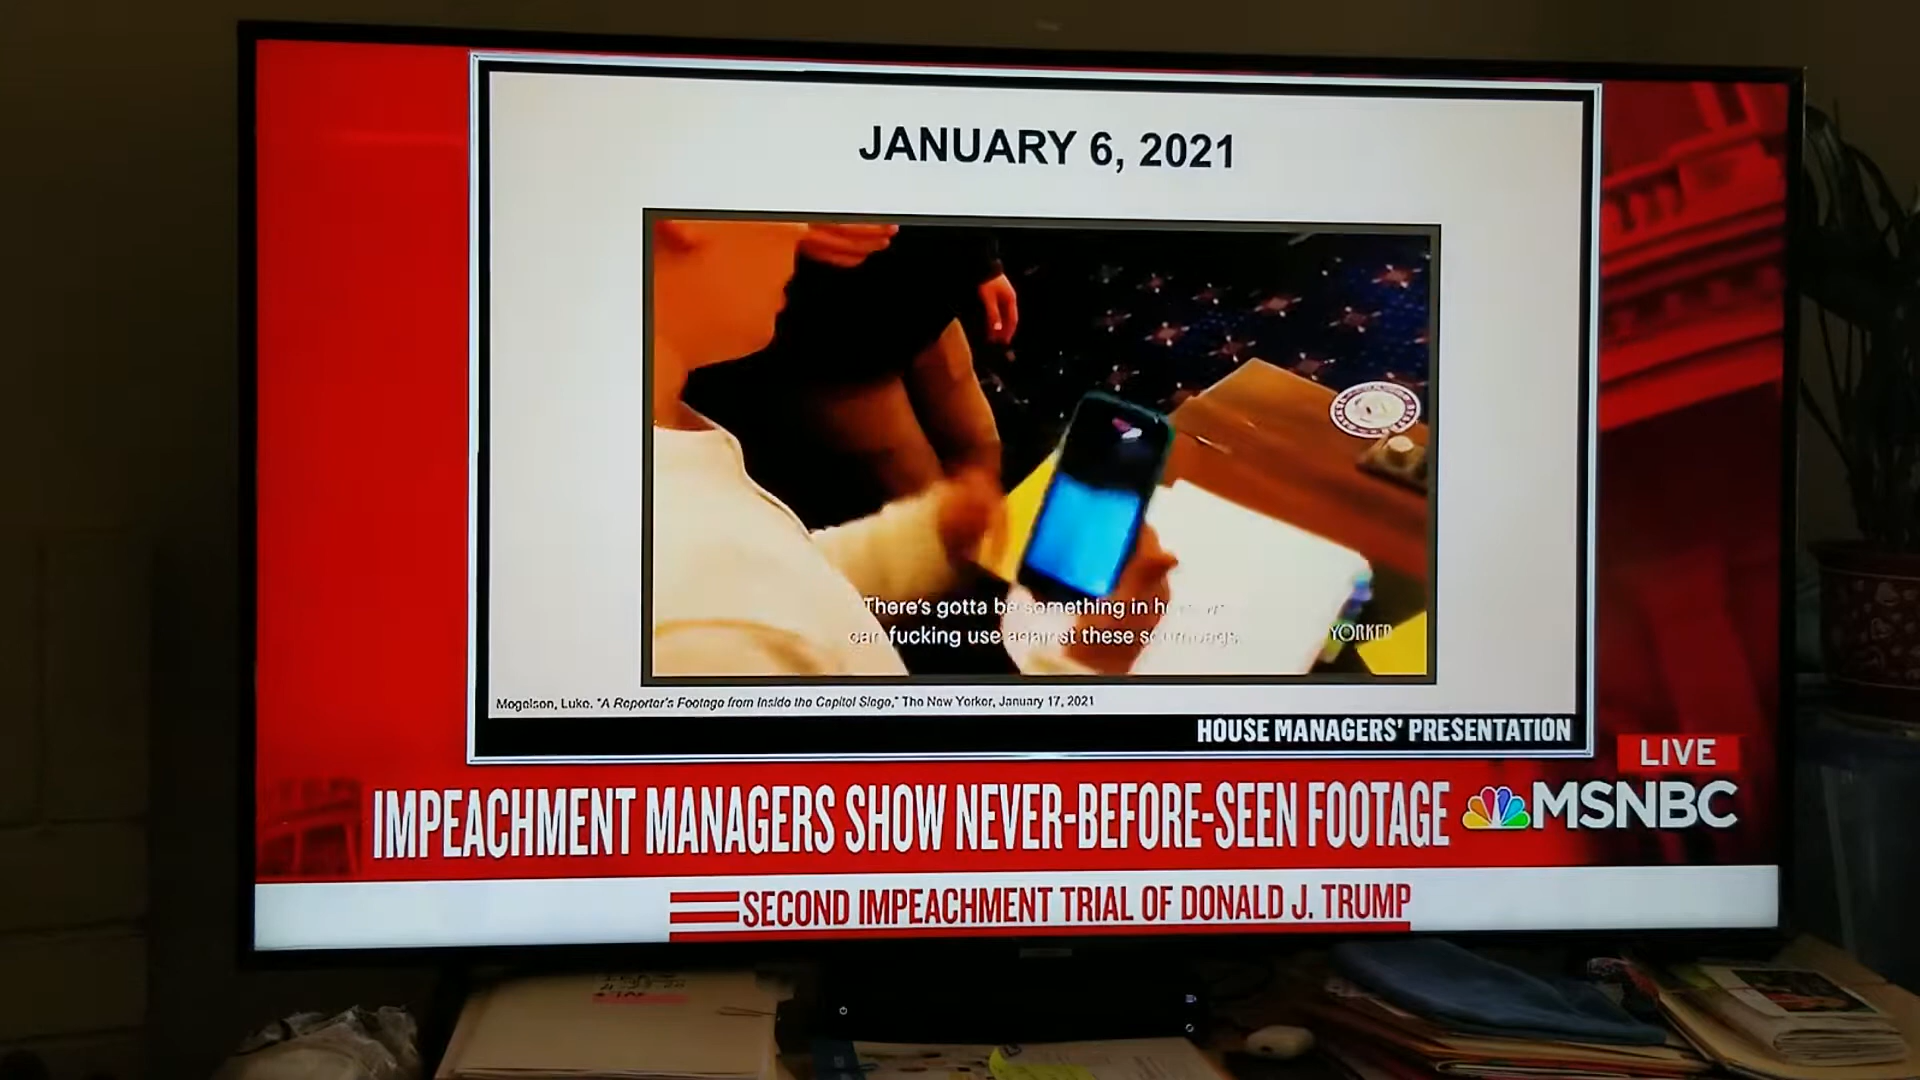 JANUARY 6, 2021
There's gotta be something in
can fucking use against these
YORKER
Mogelson, Luke. "A Reporter's Footage from Inside the Capitol Siege," The New Yorker, January 17, 2021
HOUSE MANAGERS' PRESENTATION
LIVE
IMPEACHMENT MANAGERS SHOW NEVER-BEFORE-SEEN FOOTAGE
MSNBC
SECOND IMPEACHMENT TRIAL OF DONALD J. TRUMP